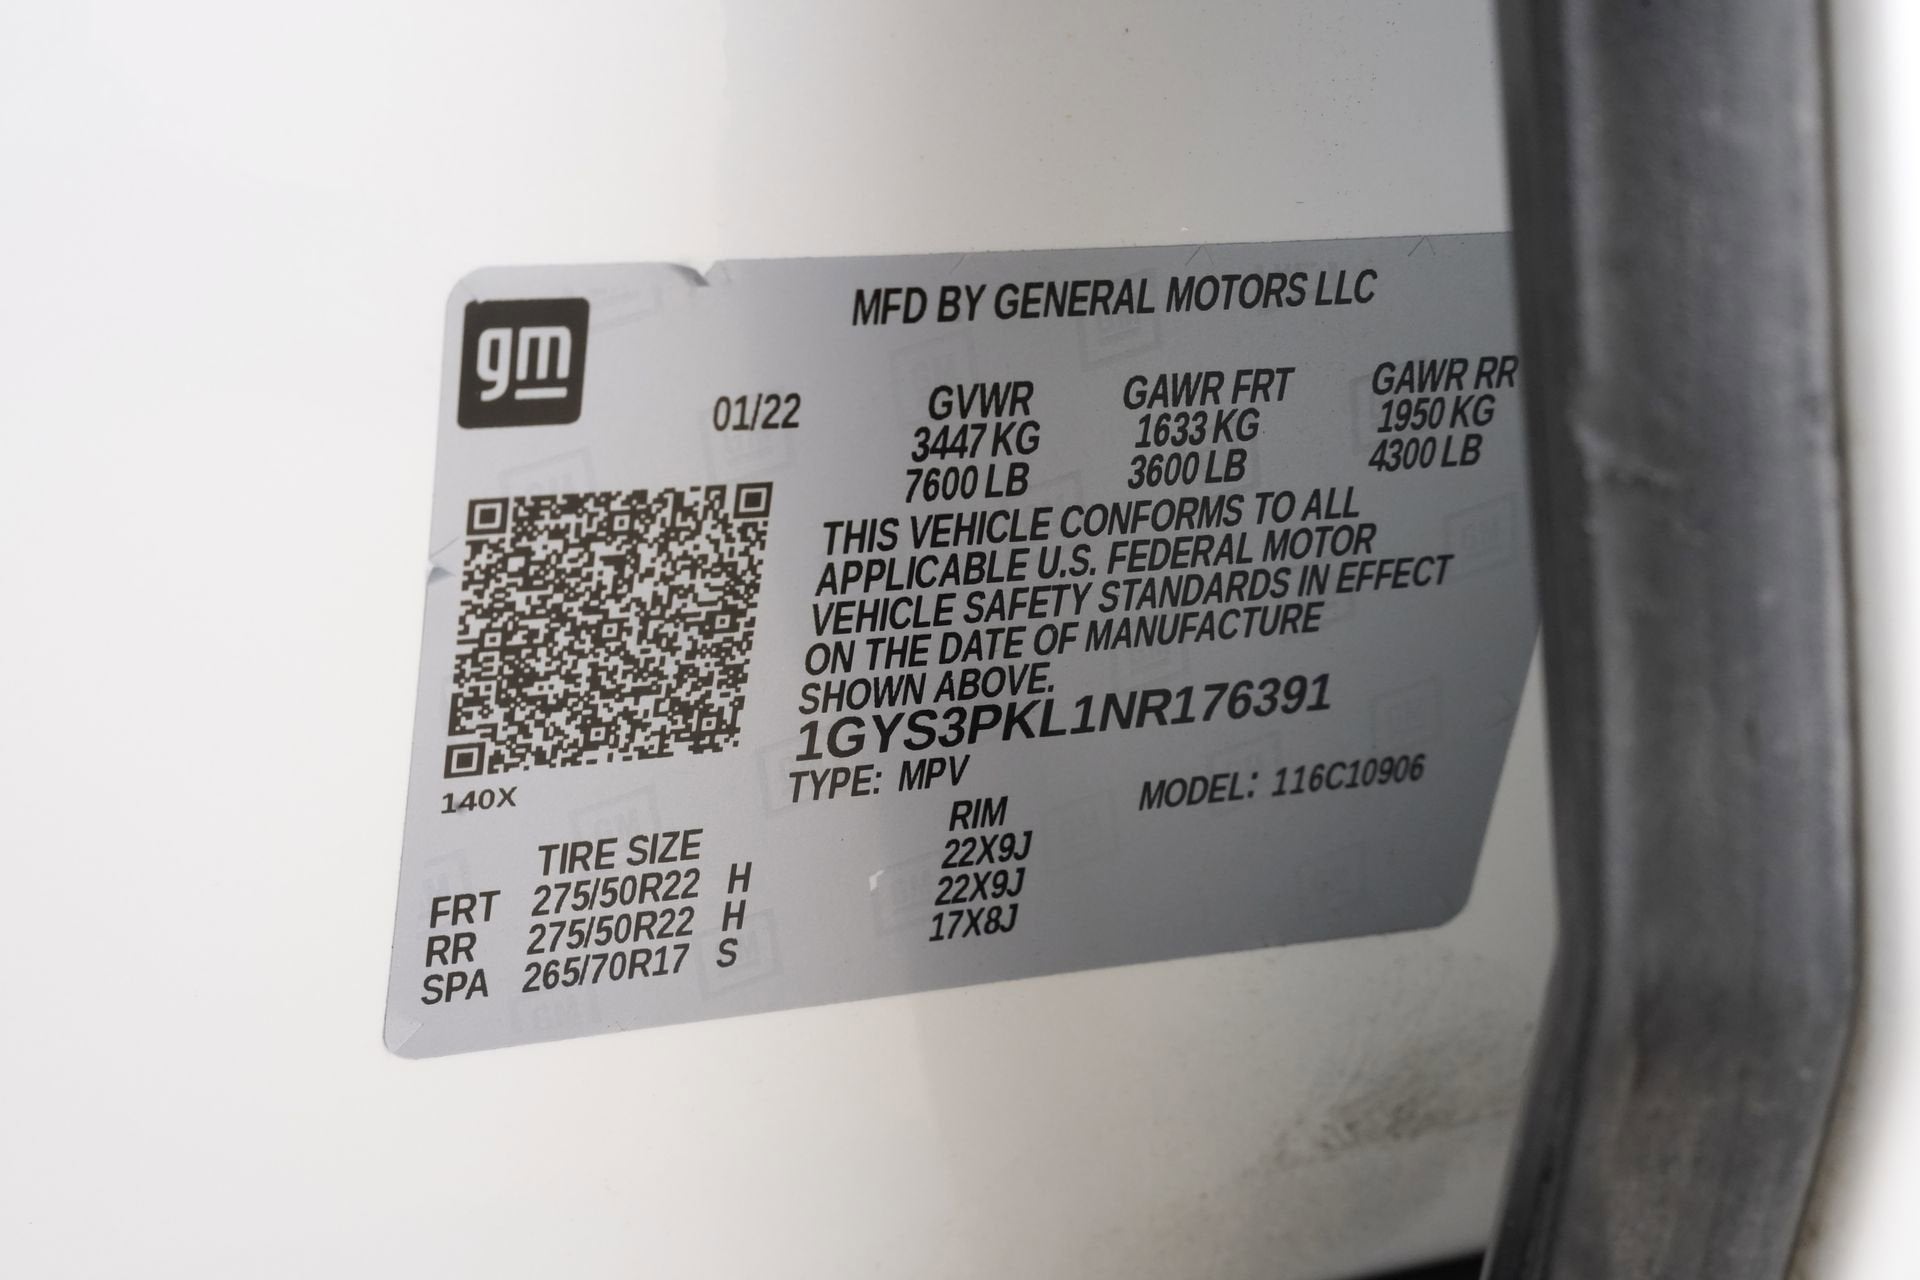 gm
MFD BY GENERAL MOTORS LLC
01/22
GVWR GAWR FRT GAWR RR
3447 KG 1633 KG 1950 KG
7600 LB 3600 LB 4300 LB
THIS VEHICLE CONFORMS TO ALL
APPLICABLE U.S. FEDERAL MOTOR
VEHICLE SAFETY STANDARDS IN EFFECT
ON THE DATE OF MANUFACTURE
SHOWN ABOVE.
1GYS3PKL1NR176391
TYPE: MPV MODEL: 116C10906
140X
TIRE SIZE RIM
FRT 275/50R22 H 22X9J
RR 275/50R22 H 22X9J
SPA 265/70R17 S 17X8J